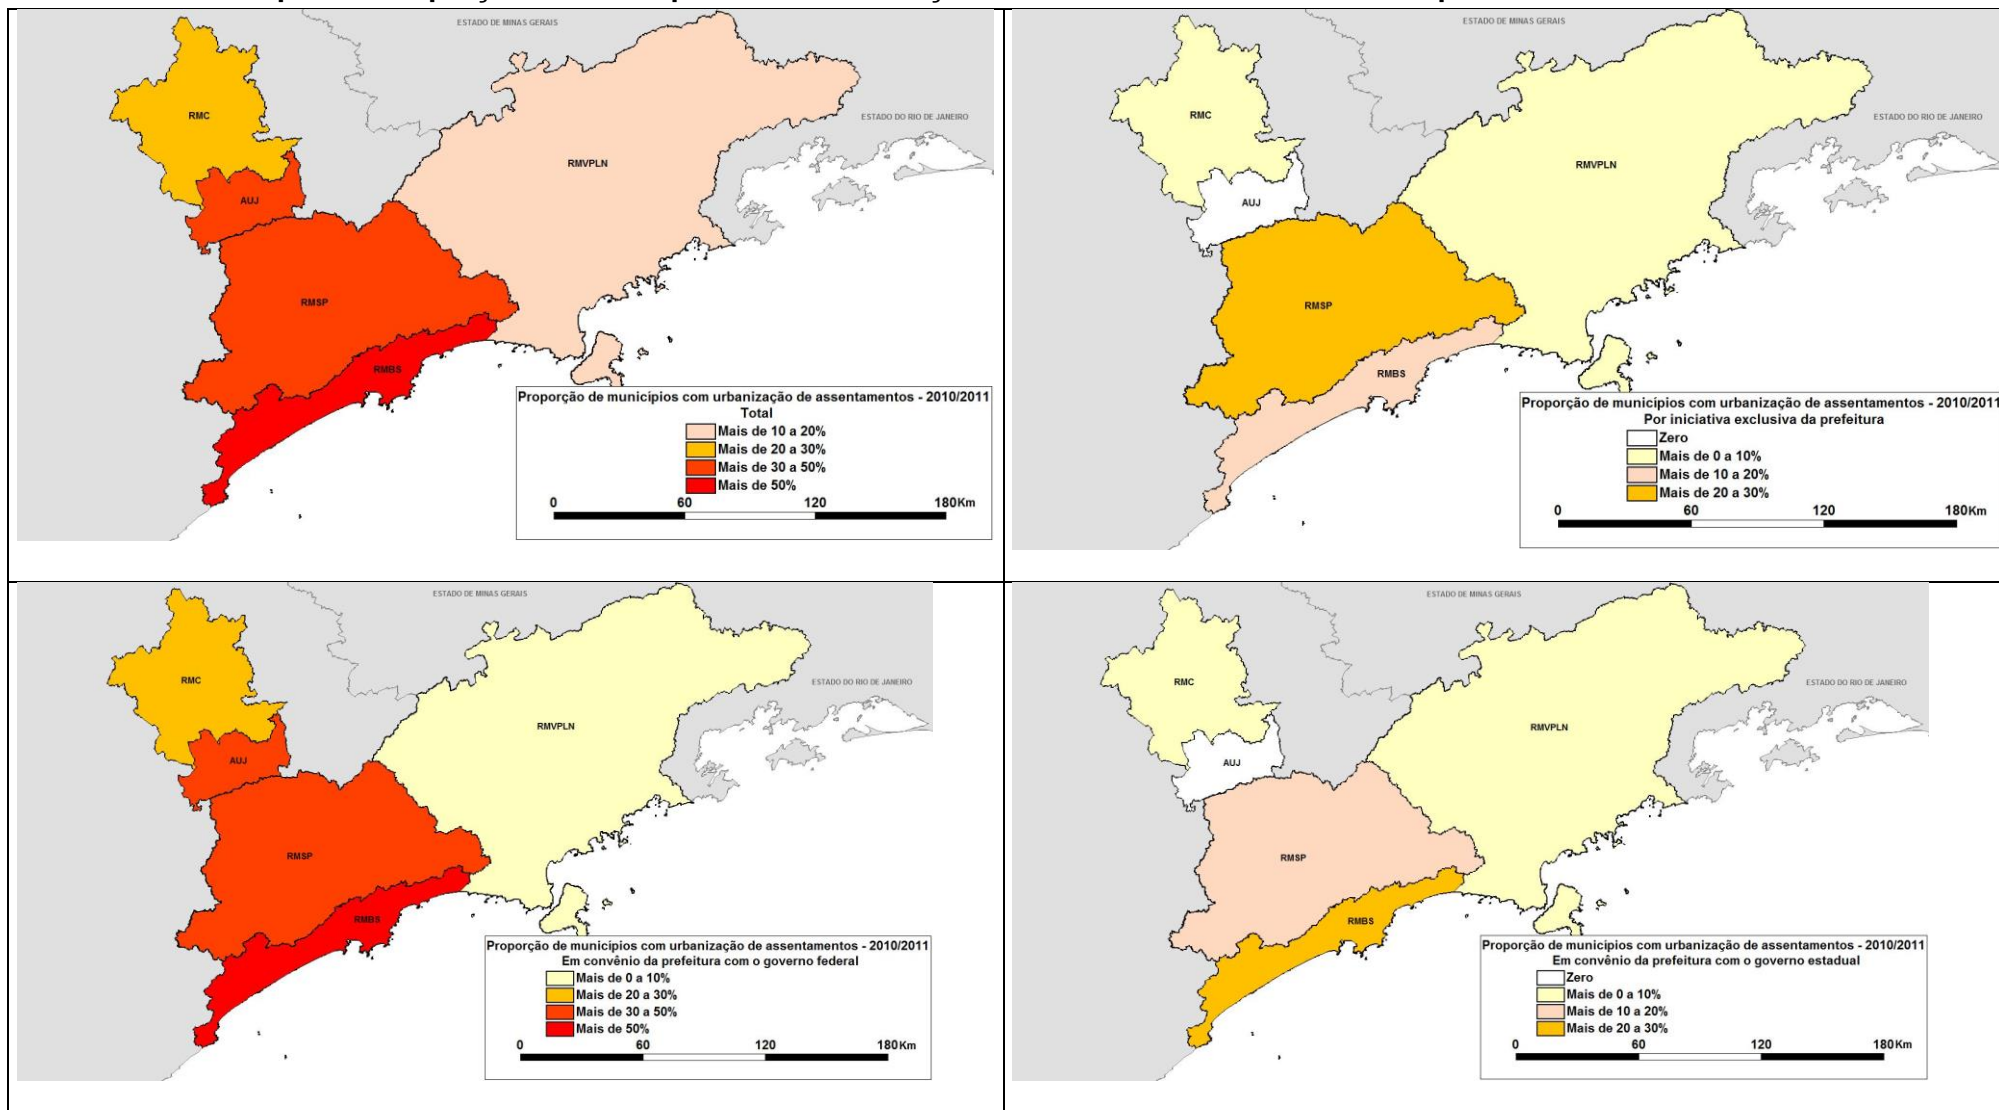 ESTADO DE MINAS GERAIS
ESTADO DO RIO DE JANEIRO
RMC
RMVPLN
AUJ
RMSP
RMBS
Proporção de municípios com urbanização de assentamentos - 2010/2011
Total
Mais de 10 a 20%
Mais de 20 a 30%
Mais de 30 a 50%
Mais de 50%
0 60 120 180Km
ESTADO DE MINAS GERAIS
ESTADO DO RIO DE JANEIRO
RMC
RMVPLN
AUJ
RMSP
RMBS
Proporção de municípios com urbanização de assentamentos - 2010/2011
Por iniciativa exclusiva da prefeitura
Zero
Mais de 0 a 10%
Mais de 10 a 20%
Mais de 20 a 30%
0 60 120 180Km
ESTADO DE MINAS GERAIS
ESTADO DO RIO DE JANEIRO
RMC
RMVPLN
AUJ
RMSP
RMBS
Proporção de municípios com urbanização de assentamentos - 2010/2011
Em convênio da prefeitura com o governo federal
Mais de 0 a 10%
Mais de 20 a 30%
Mais de 30 a 50%
Mais de 50%
0 60 120 180Km
ESTADO DE MINAS GERAIS
ESTADO DO RIO DE JANEIRO
RMC
RMVPLN
AUJ
RMSP
RMBS
Proporção de municípios com urbanização de assentamentos - 2010/2011
Em convênio da prefeitura com o governo estadual
Zero
Mais de 0 a 10%
Mais de 10 a 20%
Mais de 20 a 30%
0 60 120 180Km